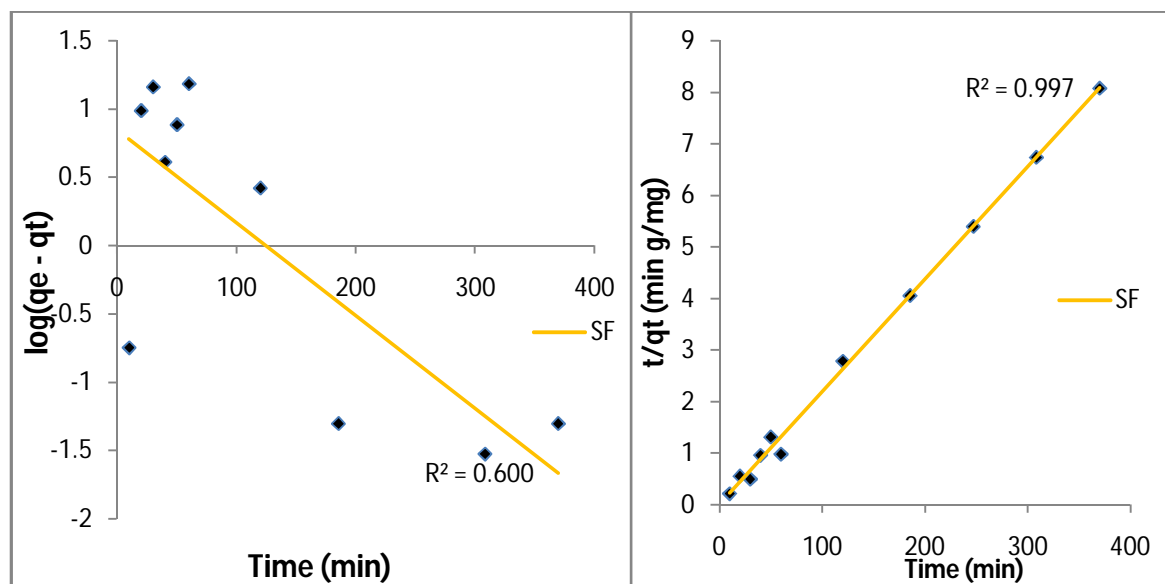 log(qe - qt)
1.5
1
0.5
0
-0.5
-1
-1.5
-2
0 100 200 300 400
SF
R² = 0.600
Time (min)
t/qt (min g/mg)
9
8
7
6
5
4
3
2
1
0
R² = 0.997
SF
0 100 200 300 400
Time (min)